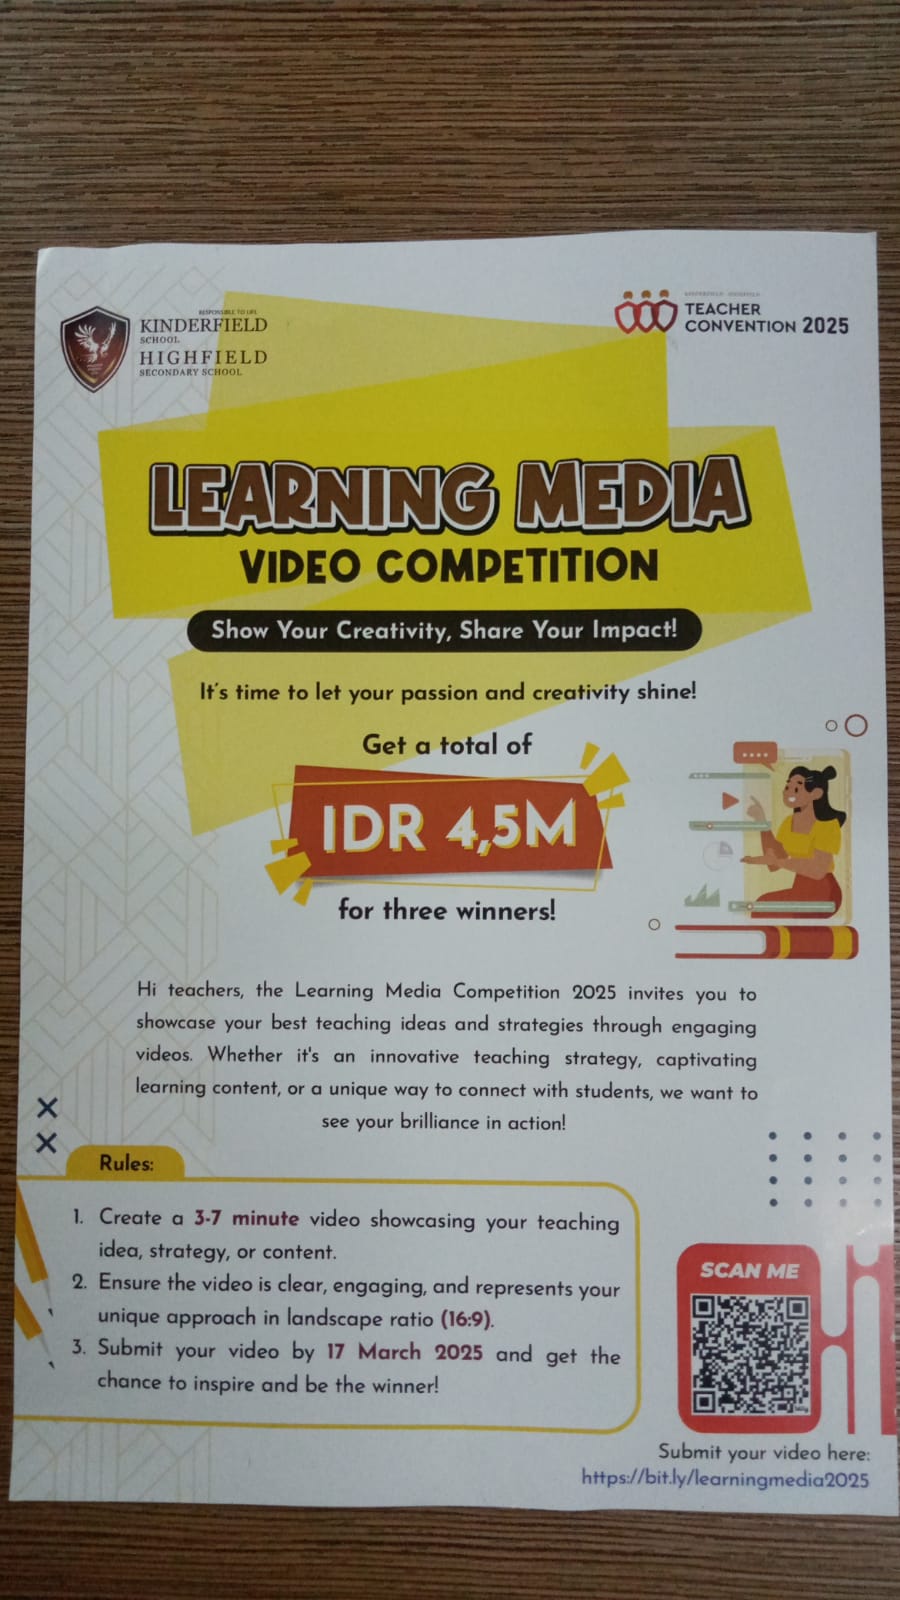 RESPONSIBLE TO LIFE
KINDERFIELD
SCHOOL
HIGHFIELD
SECONDARY SCHOOL
KINDERFIELD - HIGHFIELD
TEACHER
CONVENTION 2025
LEARNING MEDIA
VIDEO COMPETITION
Show Your Creativity, Share Your Impact!
It's time to let your passion and creativity shine!
Get a total of
IDR 4,5M
for three winners!
Hi teachers, the Learning Media Competition 2025 invites you to
showcase your best teaching ideas and strategies through engaging
videos. Whether it's an innovative teaching strategy, captivating
learning content, or a unique way to connect with students, we want to
see your brilliance in action!
Rules:
1. Create a 3-7 minute video showcasing your teaching
idea, strategy, or content.
2. Ensure the video is clear, engaging, and represents your
unique approach in landscape ratio (16:9).
3. Submit your video by 17 March 2025 and get the
chance to inspire and be the winner!
SCAN ME
Submit your video here:
https://bit.ly/learningmedia2025